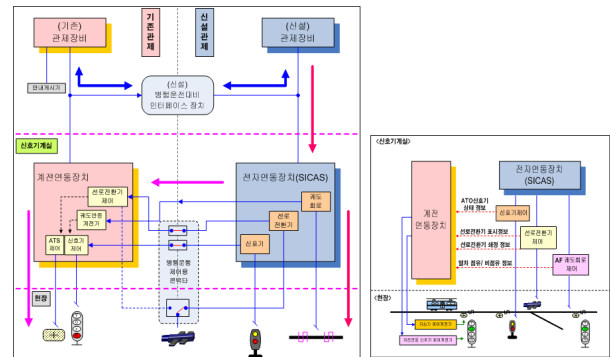 (기존)
관제장비
기존관제
신설관제
(신설)
관제장비
안내게시기
(신설)
병행운전대비
인터페이스 장치
신호기계실
계전연동장치
전자연동장치(SICAS)
선로전환기
제어
궤도반응
계전기
ATS
제어
신호기
제어
궤도
회로
선로
전환기
신호기
병행운동
제어용
콘택타
현장
<신호기계실>
계전
연동장치
전자연동장치
(SICAS)
ATO신호기
상태 정보
신호기제어
선로전환기 표시정보
선로전환기
제어
선로전환기 쇄정 정보
AF 궤도회로
제어
열차 점유/ 비점유 정보
<현장>